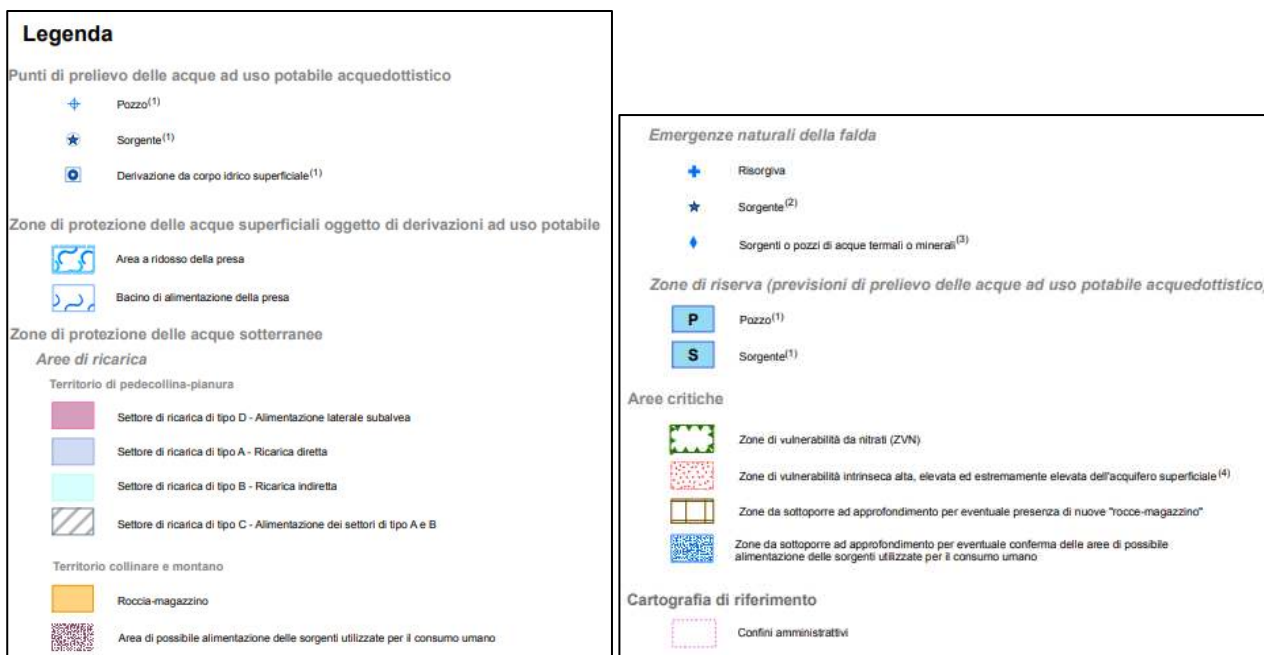 Legenda
Punti di prelievo delle acque ad uso potabile acquedottistico
Pozzo(1)
Sorgente(1)
Derivazione da corpo idrico superficiale(1)
Zone di protezione delle acque superficiali oggetto di derivazioni ad uso potabile
Area a ridosso della presa
Bacino di alimentazione della presa
Zone di protezione delle acque sotterranee
Aree di ricarica
Territorio di pedecollina-pianura
Settore di ricarica di tipo D - Alimentazione laterale subalvea
Settore di ricarica di tipo A - Ricarica diretta
Settore di ricarica di tipo B - Ricarica indiretta
Settore di ricarica di tipo C - Alimentazione dei settori di tipo A e B
Territorio collinare e montano
Roccia-magazzino
Area di possibile alimentazione delle sorgenti utilizzate per il consumo umano
Emergenze naturali della falda
Risorgiva
Sorgente(2)
Sorgenti o pozzi di acque termali o minerali(3)
Zone di riserva (previsioni di prelievo delle acque ad uso potabile acquedottistico)
P Pozzo(1)
S Sorgente(1)
Aree critiche
Zone di vulnerabilità da nitrati (ZVN)
Zone di vulnerabilità intrinseca alta, elevata ed estremamente elevata dell'acquifero superficiale(4)
Zone da sottoporre ad approfondimento per eventuale presenza di nuove "rocce-magazzino"
Zone da sottoporre ad approfondimento per eventuale conferma delle aree di possibile
alimentazione delle sorgenti utilizzate per il consumo umano
Cartografia di riferimento
Confini amministrativi